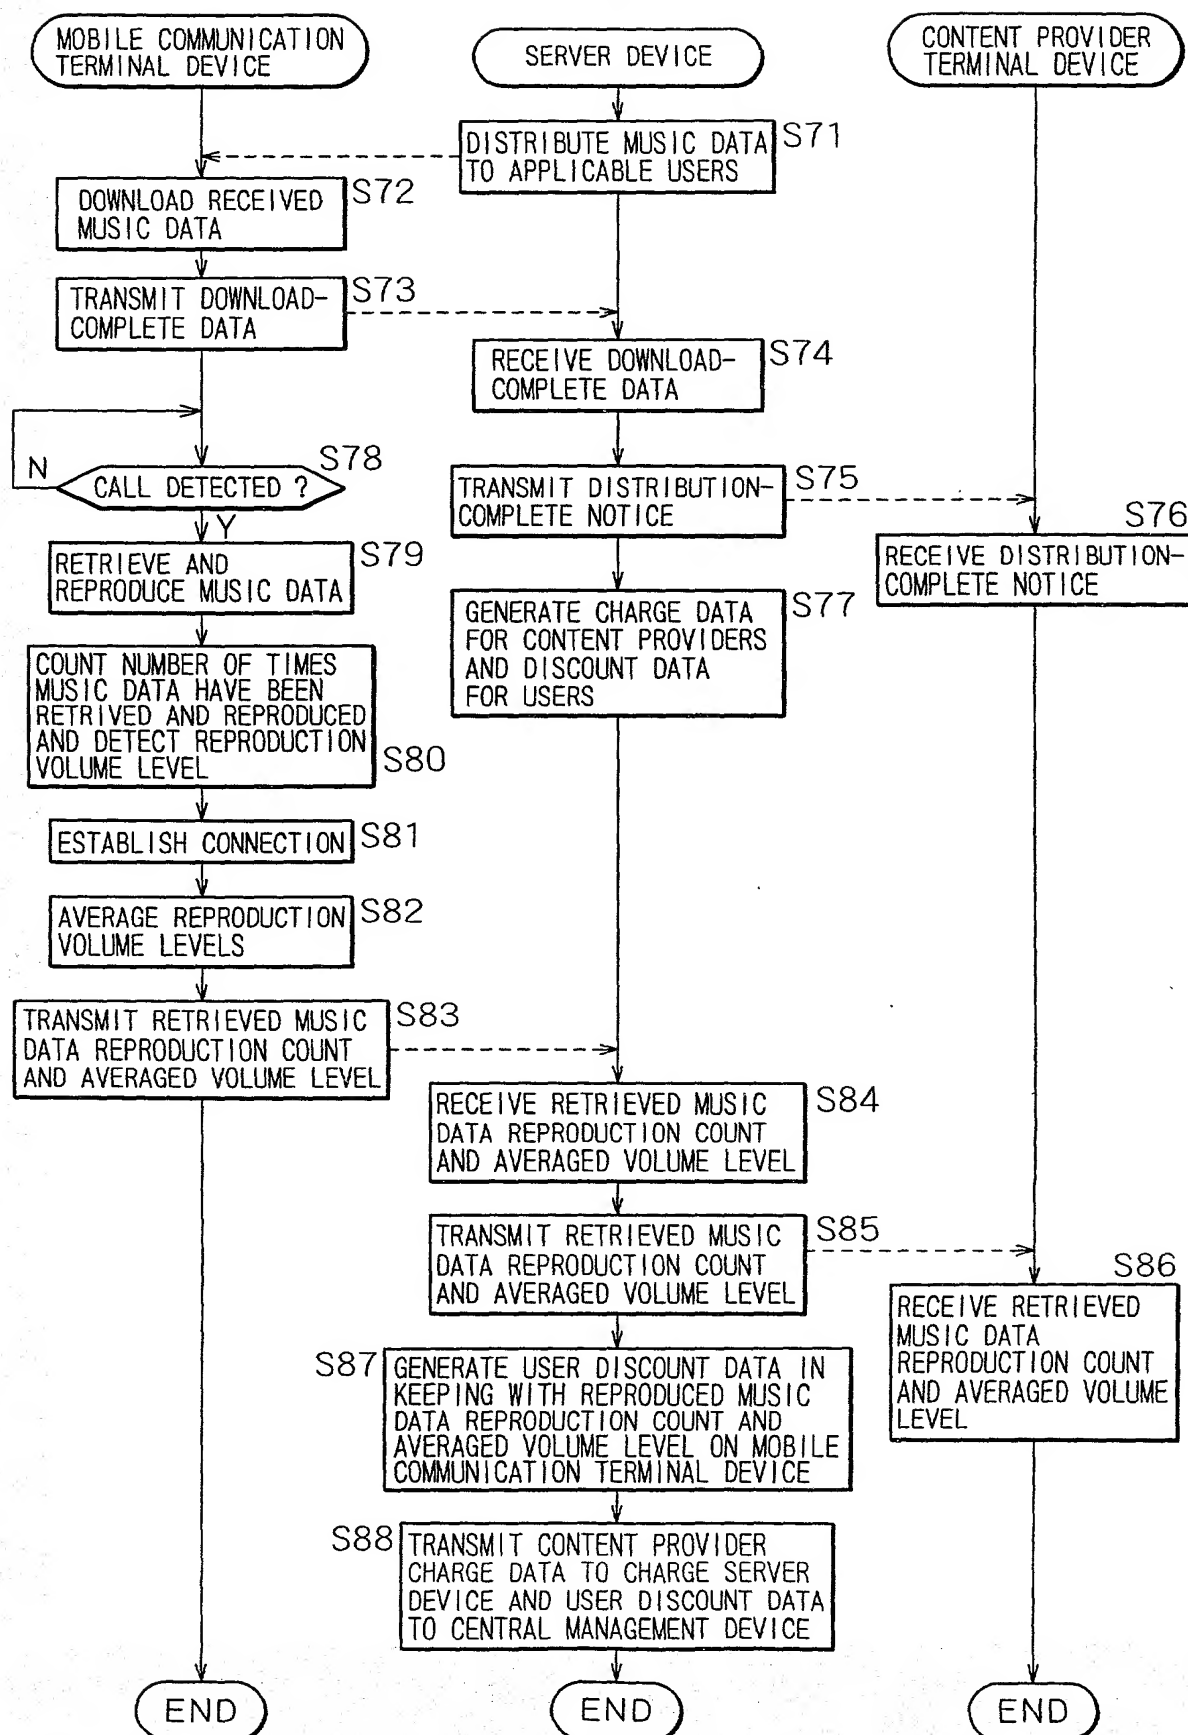 MOBILE COMMUNICATION
TERMINAL DEVICE
SERVER DEVICE
CONTENT PROVIDER
TERMINAL DEVICE
DISTRIBUTE MUSIC DATA
TO APPLICABLE USERS
S71
DOWNLOAD RECEIVED
MUSIC DATA
S72
TRANSMIT DOWNLOAD-
COMPLETE DATA
S73
RECEIVE DOWNLOAD-
COMPLETE DATA
S74
N
CALL DETECTED ?
S78
Y
TRANSMIT DISTRIBUTION-
COMPLETE NOTICE
S75
S76
RECEIVE DISTRIBUTION-
COMPLETE NOTICE
RETRIEVE AND
REPRODUCE MUSIC DATA
S79
GENERATE CHARGE DATA
FOR CONTENT PROVIDERS
AND DISCOUNT DATA
FOR USERS
S77
COUNT NUMBER OF TIMES
MUSIC DATA HAVE BEEN
RETRIVED AND REPRODUCED
AND DETECT REPRODUCTION
VOLUME LEVEL
S80
ESTABLISH CONNECTION
S81
AVERAGE REPRODUCTION
VOLUME LEVELS
S82
TRANSMIT RETRIEVED MUSIC
DATA REPRODUCTION COUNT
AND AVERAGED VOLUME LEVEL
S83
RECEIVE RETRIEVED MUSIC
DATA REPRODUCTION COUNT
AND AVERAGED VOLUME LEVEL
S84
TRANSMIT RETRIEVED MUSIC
DATA REPRODUCTION COUNT
AND AVERAGED VOLUME LEVEL
S85
S86
RECEIVE RETRIEVED
MUSIC DATA
REPRODUCTION COUNT
AND AVERAGED VOLUME
LEVEL
S87
GENERATE USER DISCOUNT DATA IN
KEEPING WITH REPRODUCED MUSIC
DATA REPRODUCTION COUNT AND
AVERAGED VOLUME LEVEL ON MOBILE
COMMUNICATION TERMINAL DEVICE
S88
TRANSMIT CONTENT PROVIDER
CHARGE DATA TO CHARGE SERVER
DEVICE AND USER DISCOUNT DATA
TO CENTRAL MANAGEMENT DEVICE
END
END
END